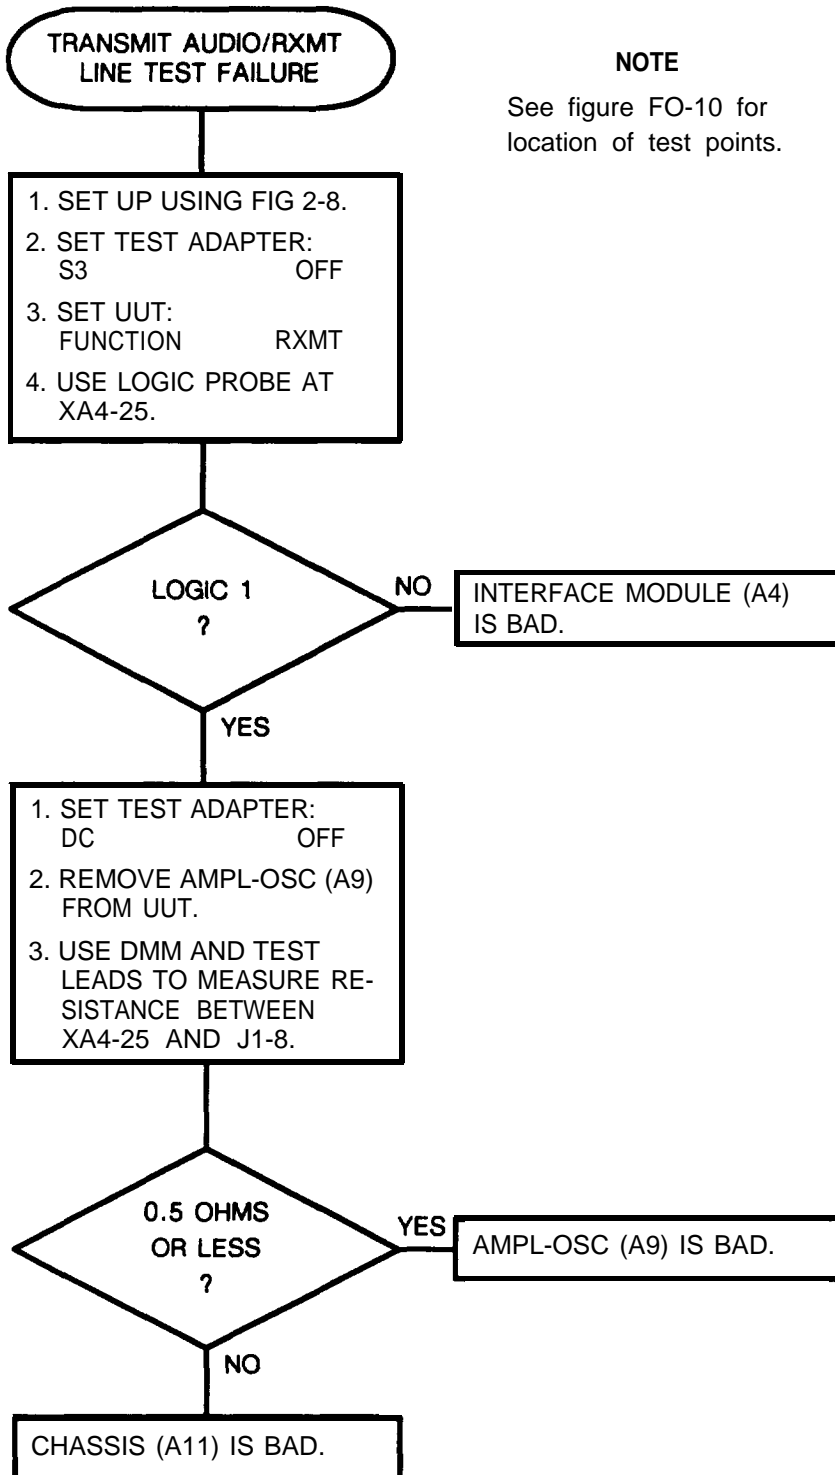 TRANSMIT AUDIO/RXMT
LINE TEST FAILURE
NOTE
See figure FO-10 for
location of test points.
1. SET UP USING FIG 2-8.
2. SET TEST ADAPTER:
S3 OFF
3. SET UUT:
FUNCTION RXMT
4. USE LOGIC PROBE AT
XA4-25.
LOGIC 1
?
NO
INTERFACE MODULE (A4)
IS BAD.
YES
1. SET TEST ADAPTER:
DC OFF
2. REMOVE AMPL-OSC (A9)
FROM UUT.
3. USE DMM AND TEST
LEADS TO MEASURE RE-
SISTANCE BETWEEN
XA4-25 AND J1-8.
0.5 OHMS
OR LESS
?
YES
AMPL-OSC (A9) IS BAD.
NO
CHASSIS (A11) IS BAD.